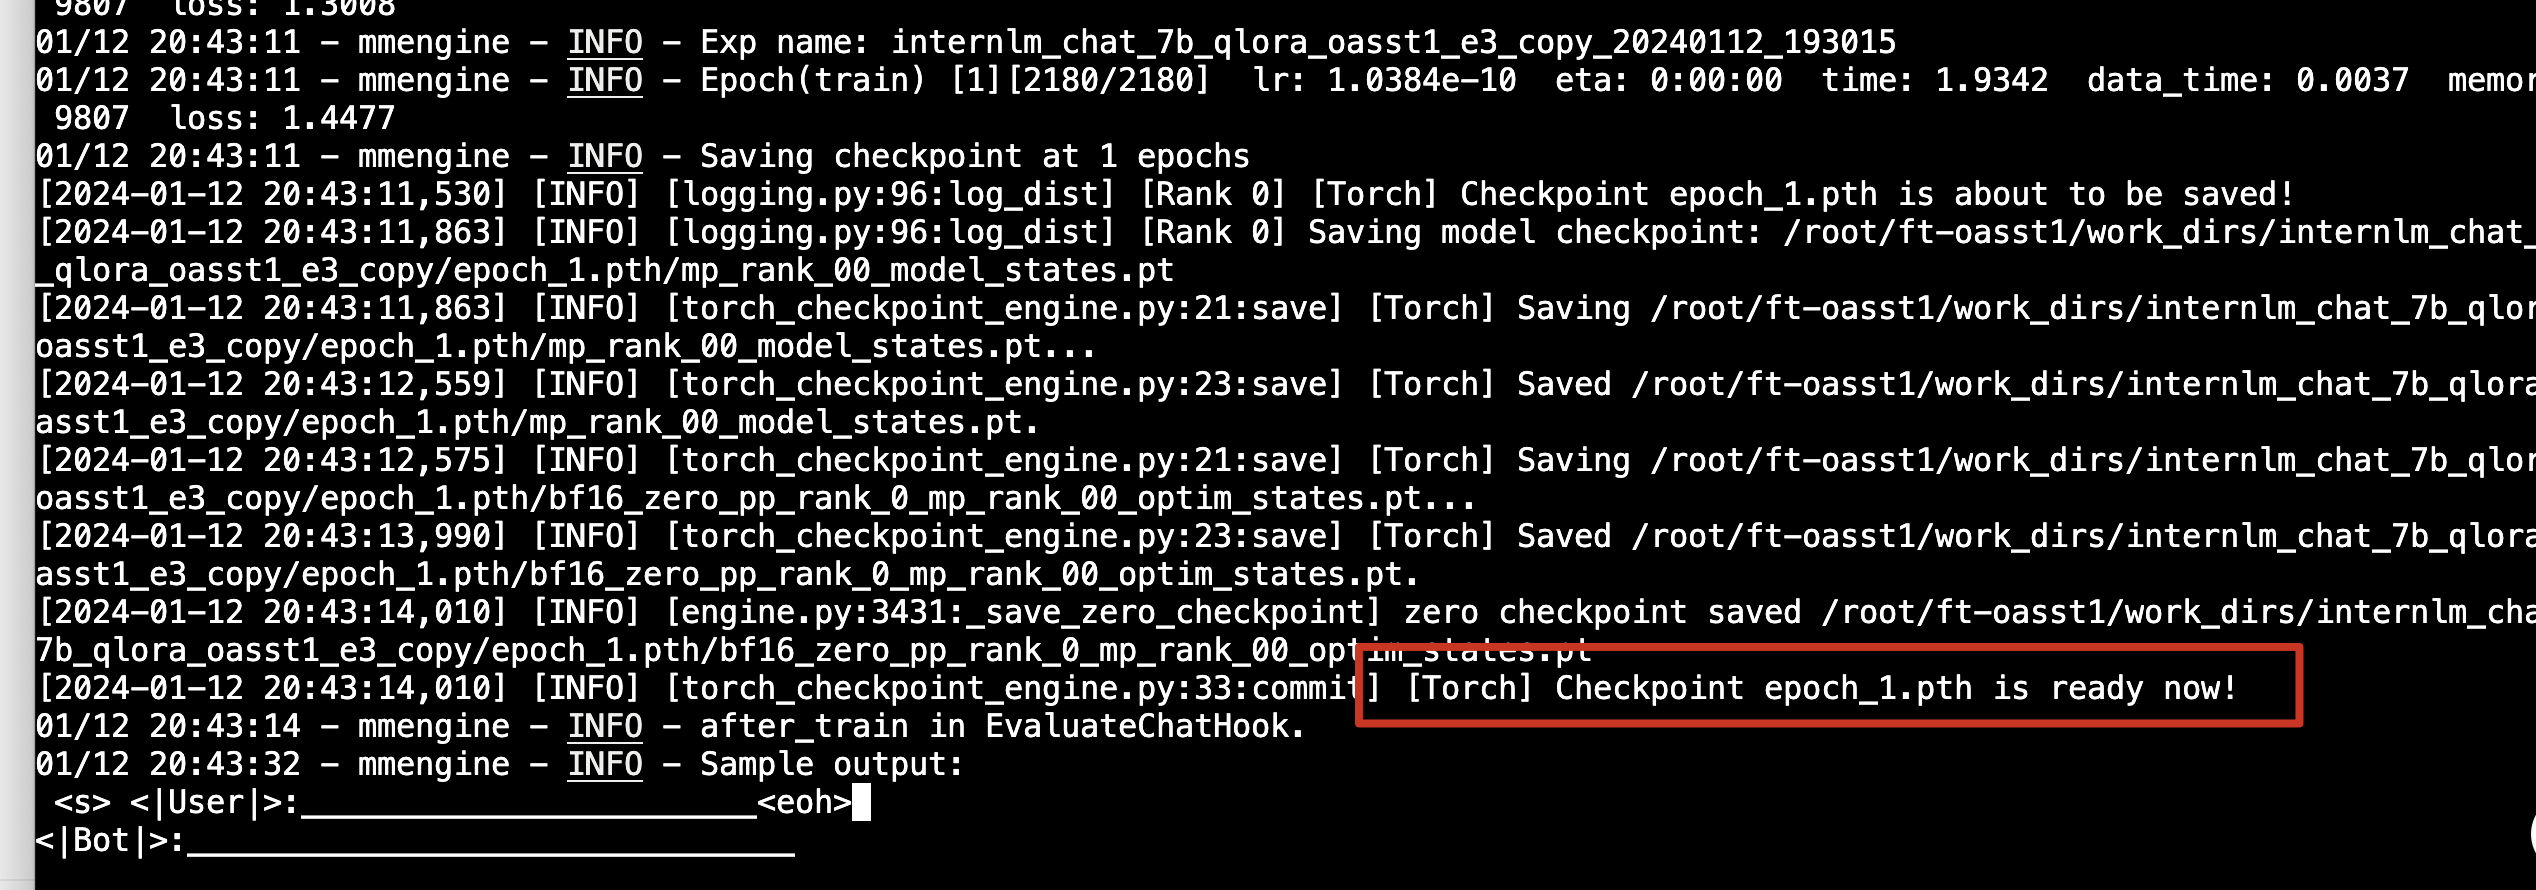 9807  loss: 1.3008
01/12 20:43:11 - mmengine - INFO - Exp name: internlm_chat_7b_qlora_oasst1_e3_copy_20240112_193015
01/12 20:43:11 - mmengine - INFO - Epoch(train) [1][2180/2180]  lr: 1.0384e-10  eta: 0:00:00  time: 1.9342  data_time: 0.0037  memor
9807  loss: 1.4477
01/12 20:43:11 - mmengine - INFO - Saving checkpoint at 1 epochs
[2024-01-12 20:43:11,530] [INFO] [logging.py:96:log_dist] [Rank 0] [Torch] Checkpoint epoch_1.pth is about to be saved!
[2024-01-12 20:43:11,863] [INFO] [logging.py:96:log_dist] [Rank 0] Saving model checkpoint: /root/ft-oasst1/work_dirs/internlm_chat_
_qlora_oasst1_e3_copy/epoch_1.pth/mp_rank_00_model_states.pt
[2024-01-12 20:43:11,863] [INFO] [torch_checkpoint_engine.py:21:save] [Torch] Saving /root/ft-oasst1/work_dirs/internlm_chat_7b_qlor
oasst1_e3_copy/epoch_1.pth/mp_rank_00_model_states.pt...
[2024-01-12 20:43:12,559] [INFO] [torch_checkpoint_engine.py:23:save] [Torch] Saved /root/ft-oasst1/work_dirs/internlm_chat_7b_qlora
asst1_e3_copy/epoch_1.pth/mp_rank_00_model_states.pt.
[2024-01-12 20:43:12,575] [INFO] [torch_checkpoint_engine.py:21:save] [Torch] Saving /root/ft-oasst1/work_dirs/internlm_chat_7b_qlor
oasst1_e3_copy/epoch_1.pth/bf16_zero_pp_rank_0_mp_rank_00_optim_states.pt...
[2024-01-12 20:43:13,990] [INFO] [torch_checkpoint_engine.py:23:save] [Torch] Saved /root/ft-oasst1/work_dirs/internlm_chat_7b_qlora
asst1_e3_copy/epoch_1.pth/bf16_zero_pp_rank_0_mp_rank_00_optim_states.pt.
[2024-01-12 20:43:14,010] [INFO] [engine.py:3431:_save_zero_checkpoint] zero checkpoint saved /root/ft-oasst1/work_dirs/internlm_cha
7b_qlora_oasst1_e3_copy/epoch_1.pth/bf16_zero_pp_rank_0_mp_rank_00_optim_states.pt
[2024-01-12 20:43:14,010] [INFO] [torch_checkpoint_engine.py:33:commit] [Torch] Checkpoint epoch_1.pth is ready now!
01/12 20:43:14 - mmengine - INFO - after_train in EvaluateChatHook.
01/12 20:43:32 - mmengine - INFO - Sample output:
<s> <|User|>:________________________<eoh>
<|Bot|>:________________________________